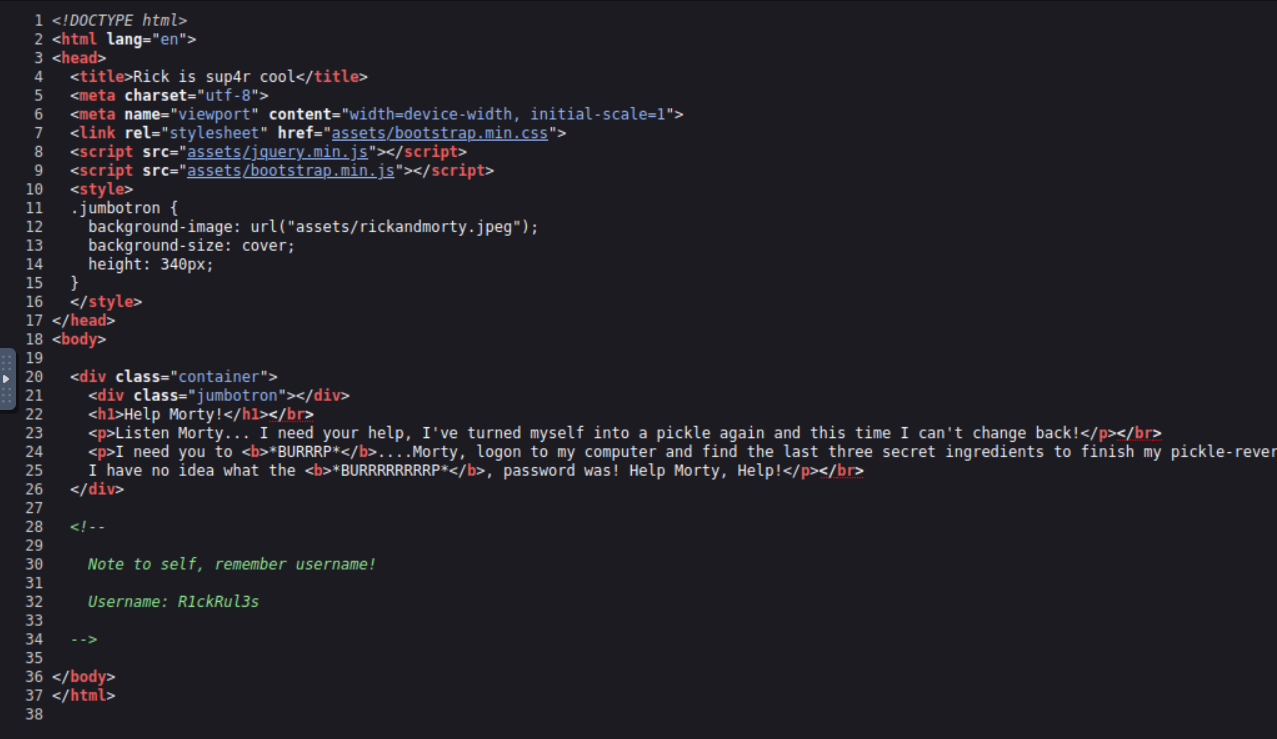 1 <!DOCTYPE html>
2 <html lang="en">
3 <head>
4   <title>Rick is sup4r cool</title>
5   <meta charset="utf-8">
6   <meta name="viewport" content="width=device-width, initial-scale=1">
7   <link rel="stylesheet" href="assets/bootstrap.min.css">
8   <script src="assets/jquery.min.js"></script>
9   <script src="assets/bootstrap.min.js"></script>
10   <style>
11   .jumbotron {
12     background-image: url("assets/rickandmorty.jpeg");
13     background-size: cover;
14     height: 340px;
15   }
16   </style>
17 </head>
18 <body>
19
20   <div class="container">
21     <div class="jumbotron"></div>
22     <h1>Help Morty!</h1></br>
23     <p>Listen Morty... I need your help, I've turned myself into a pickle again and this time I can't change back!</p></br>
24     <p>I need you to <b>*BURRRP*</b>....Morty, logon to my computer and find the last three secret ingredients to finish my pickle-rever
25     I have no idea what the <b>*BURRRRRRRRP*</b>, password was! Help Morty, Help!</p></br>
26   </div>
27
28   <!--
29
30     Note to self, remember username!
31
32     Username: R1ckRul3s
33
34   -->
35
36 </body>
37 </html>
38